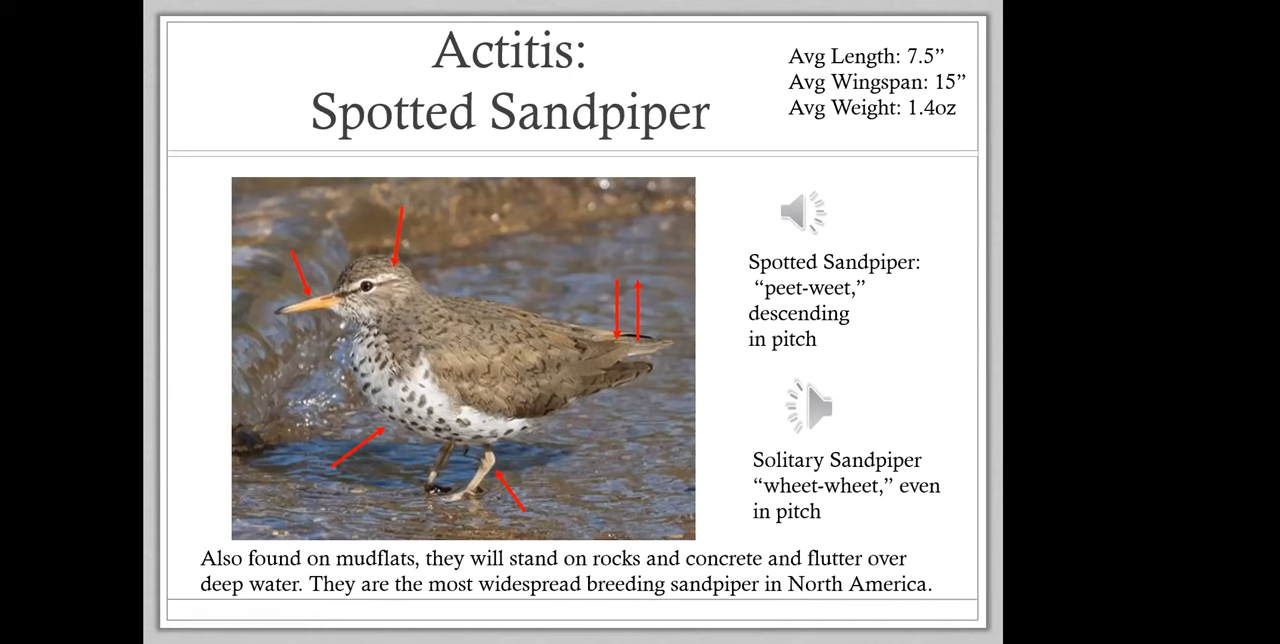 Actitis:
Spotted Sandpiper
Avg Length: 7.5”
Avg Wingspan: 15”
Avg Weight: 1.4oz
Spotted Sandpiper:
“peet-weet,”
descending
in pitch
Solitary Sandpiper
“wheet-wheet,” even
in pitch
Also found on mudflats, they will stand on rocks and concrete and flutter over
deep water. They are the most widespread breeding sandpiper in North America.